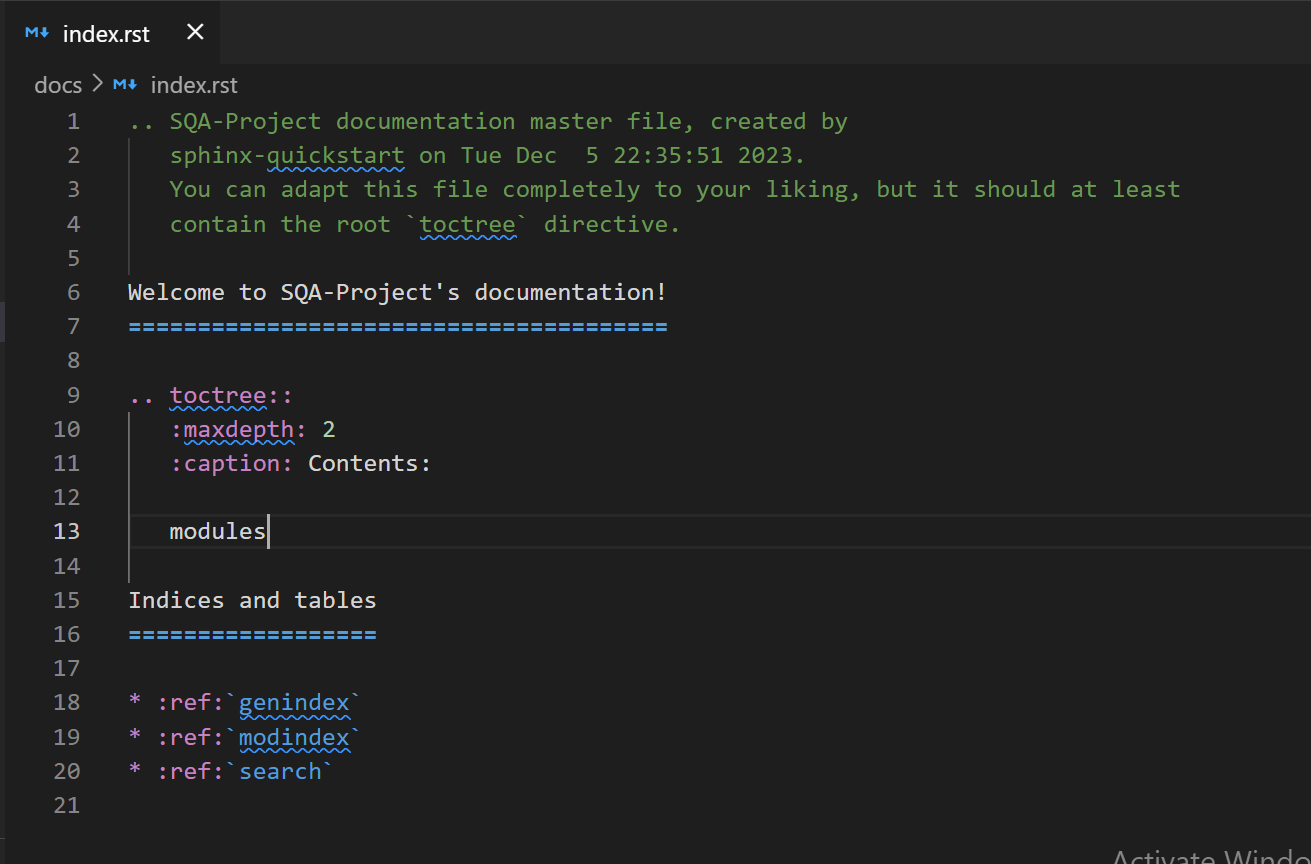 index.rst
docs > index.rst
1 .. SQA-Project documentation master file, created by
2 sphinx-quickstart on Tue Dec  5 22:35:51 2023.
3 You can adapt this file completely to your liking, but it should at least
4 contain the root `toctree` directive.
5
6 Welcome to SQA-Project's documentation!
7 =======================================
8
9 .. toctree::
10 :maxdepth: 2
11 :caption: Contents:
12
13 modules
14
15 Indices and tables
16 ==================
17
18 * :ref:`genindex`
19 * :ref:`modindex`
20 * :ref:`search`
21
Activate Windo